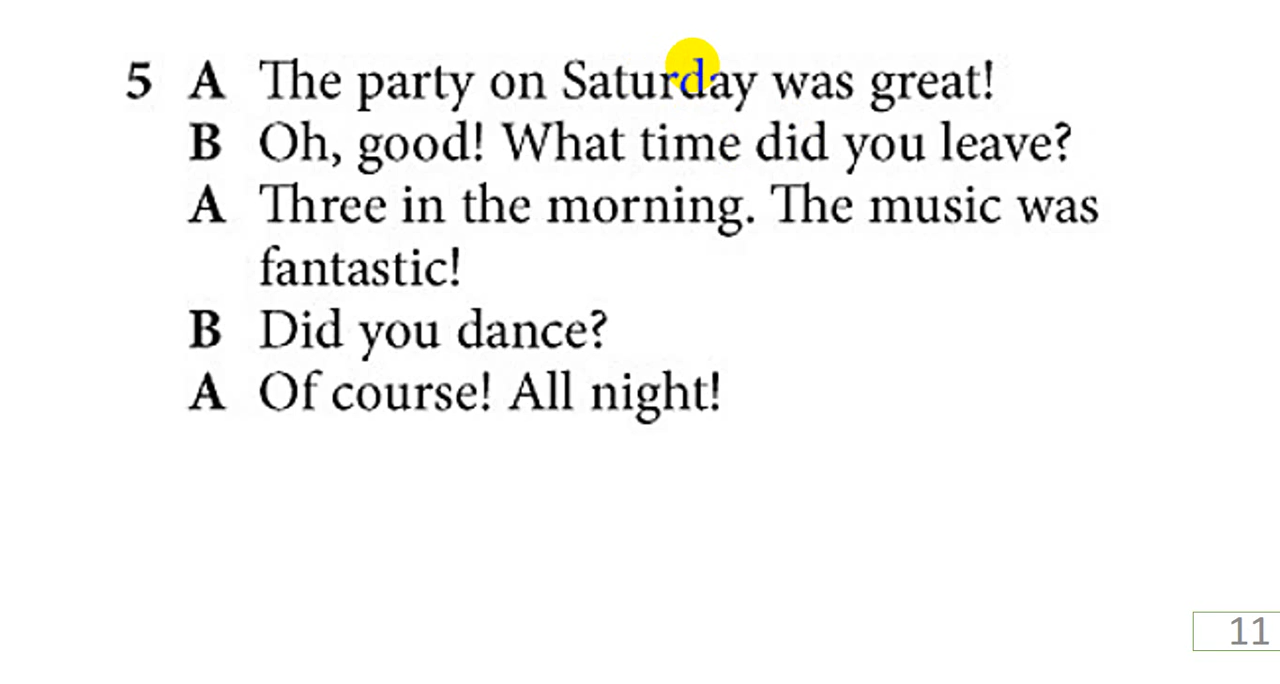 5 A The party on Saturday was great!
B Oh, good! What time did you leave?
A Three in the morning. The music was
fantastic!
B Did you dance?
A Of course! All night!
11